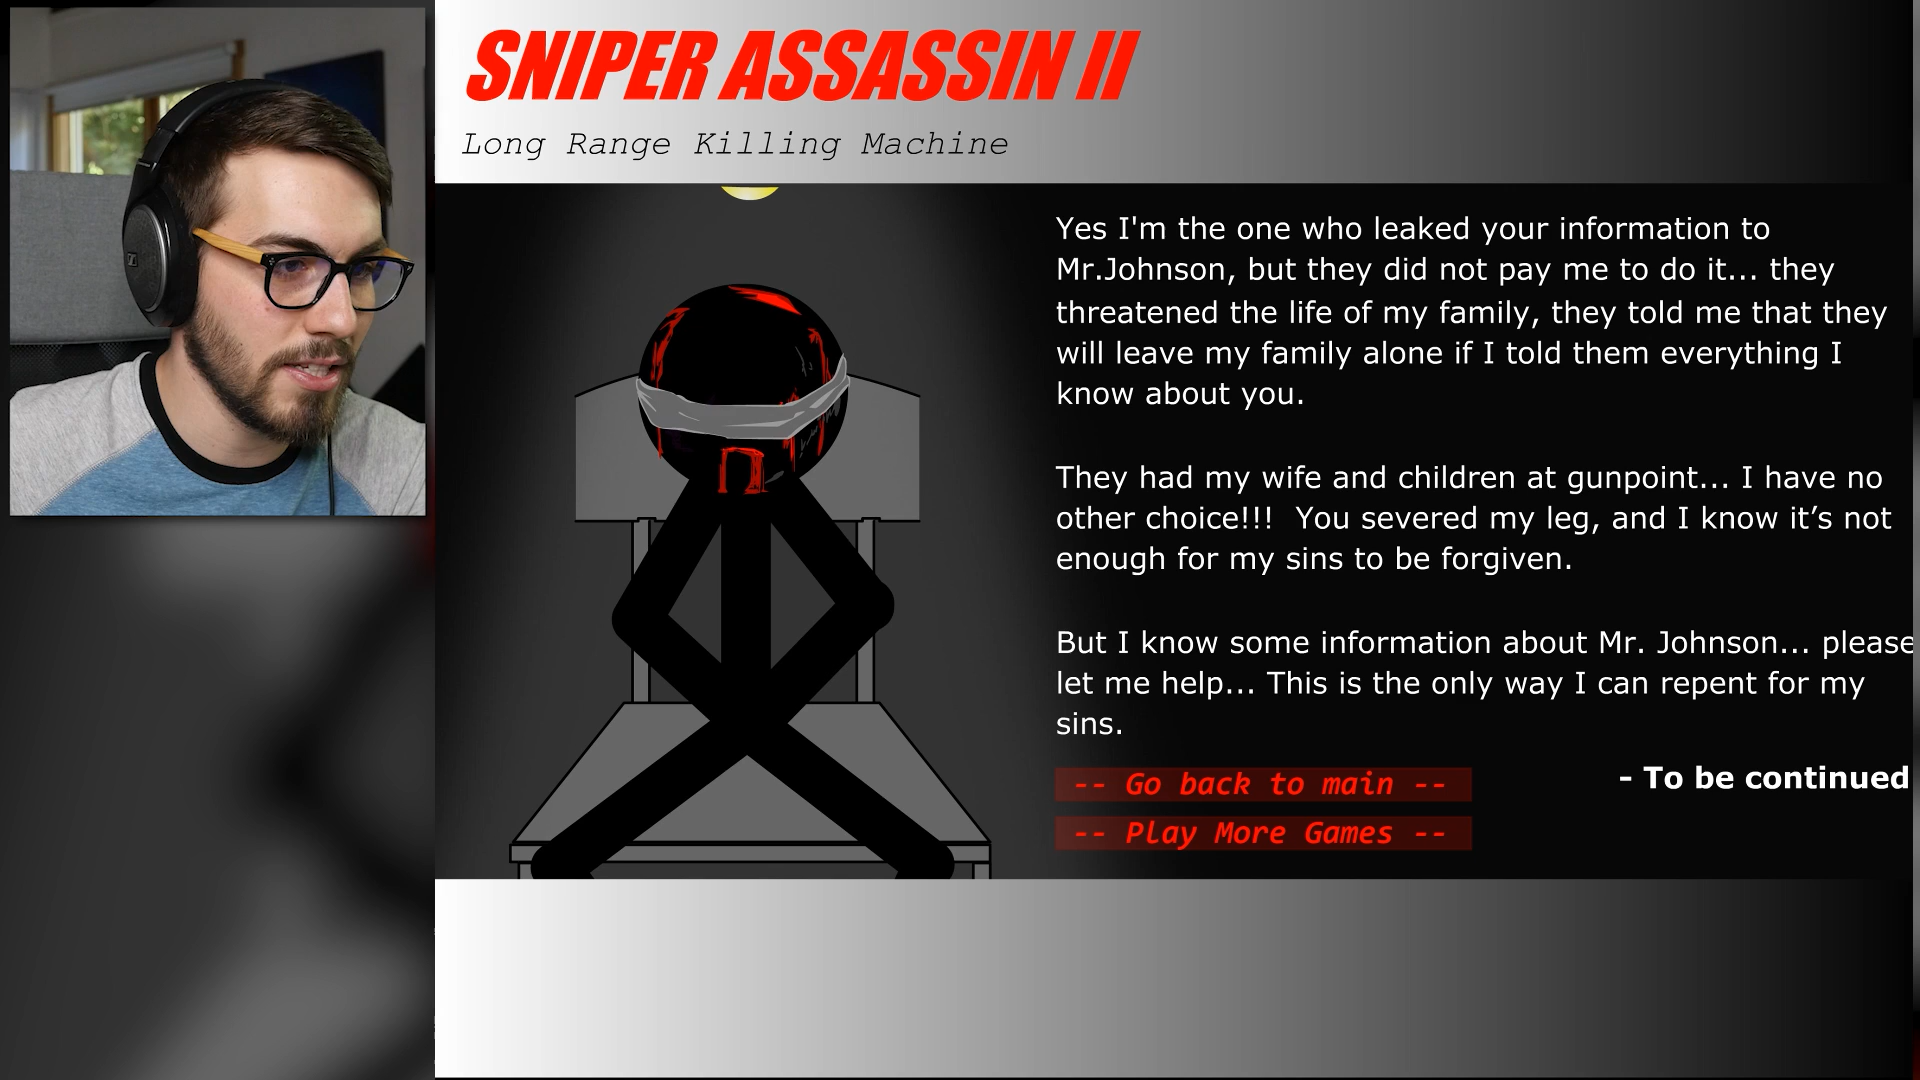 SNIPER ASSASSIN II
Long Range Killing Machine
Yes I'm the one who leaked your information to
Mr.Johnson, but they did not pay me to do it... they
threatened the life of my family, they told me that they
will leave my family alone if I told them everything I
know about you.
They had my wife and children at gunpoint... I have no
other choice!!!  You severed my leg, and I know it’s not
enough for my sins to be forgiven.
But I know some information about Mr. Johnson... please
let me help... This is the only way I can repent for my
sins.
- To be continued
-- Go back to main --
-- Play More Games --